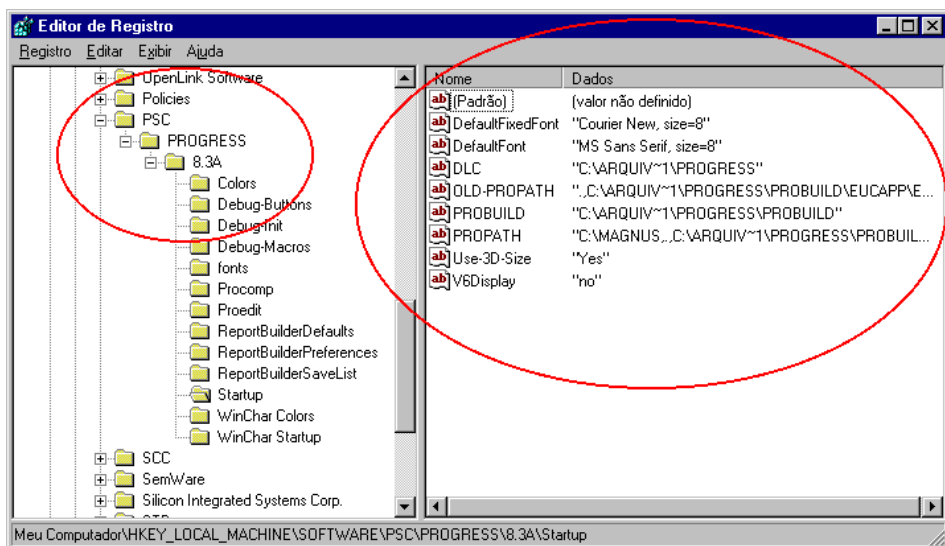 Editor de Registro
Registro Editar Exibir Ajuda
OpenLink Software
Policies
PSC
PROGRESS
8.3A
Colors
Debug-Buttons
Debug-Init
Debug-Macros
fonts
Procomp
Proedit
ReportBuilderDefaults
ReportBuilderPreferences
ReportBuilderSaveList
Startup
WinChar Colors
WinChar Startup
SCC
SemWare
Silicon Integrated Systems Corp.
Nome Dados
(Padrão) (valor não definido)
DefaultFixedFont "Courier New, size=8"
DefaultFont "MS Sans Serif, size=8"
DLC "C:\ARQUIV~1\PROGRESS"
OLD-PROPATH ".,C:\ARQUIV~1\PROGRESS\PROBUILD\EUCAPP\E...
PROBUILD "C:\ARQUIV~1\PROGRESS\PROBUILD"
PROPATH "C:\MAGNUS,.,C:\ARQUIV~1\PROGRESS\PROBUIL...
Use-3D-Size "Yes"
V6Display "no"
Meu Computador\HKEY_LOCAL_MACHINE\SOFTWARE\PSC\PROGRESS\8.3A\Startup